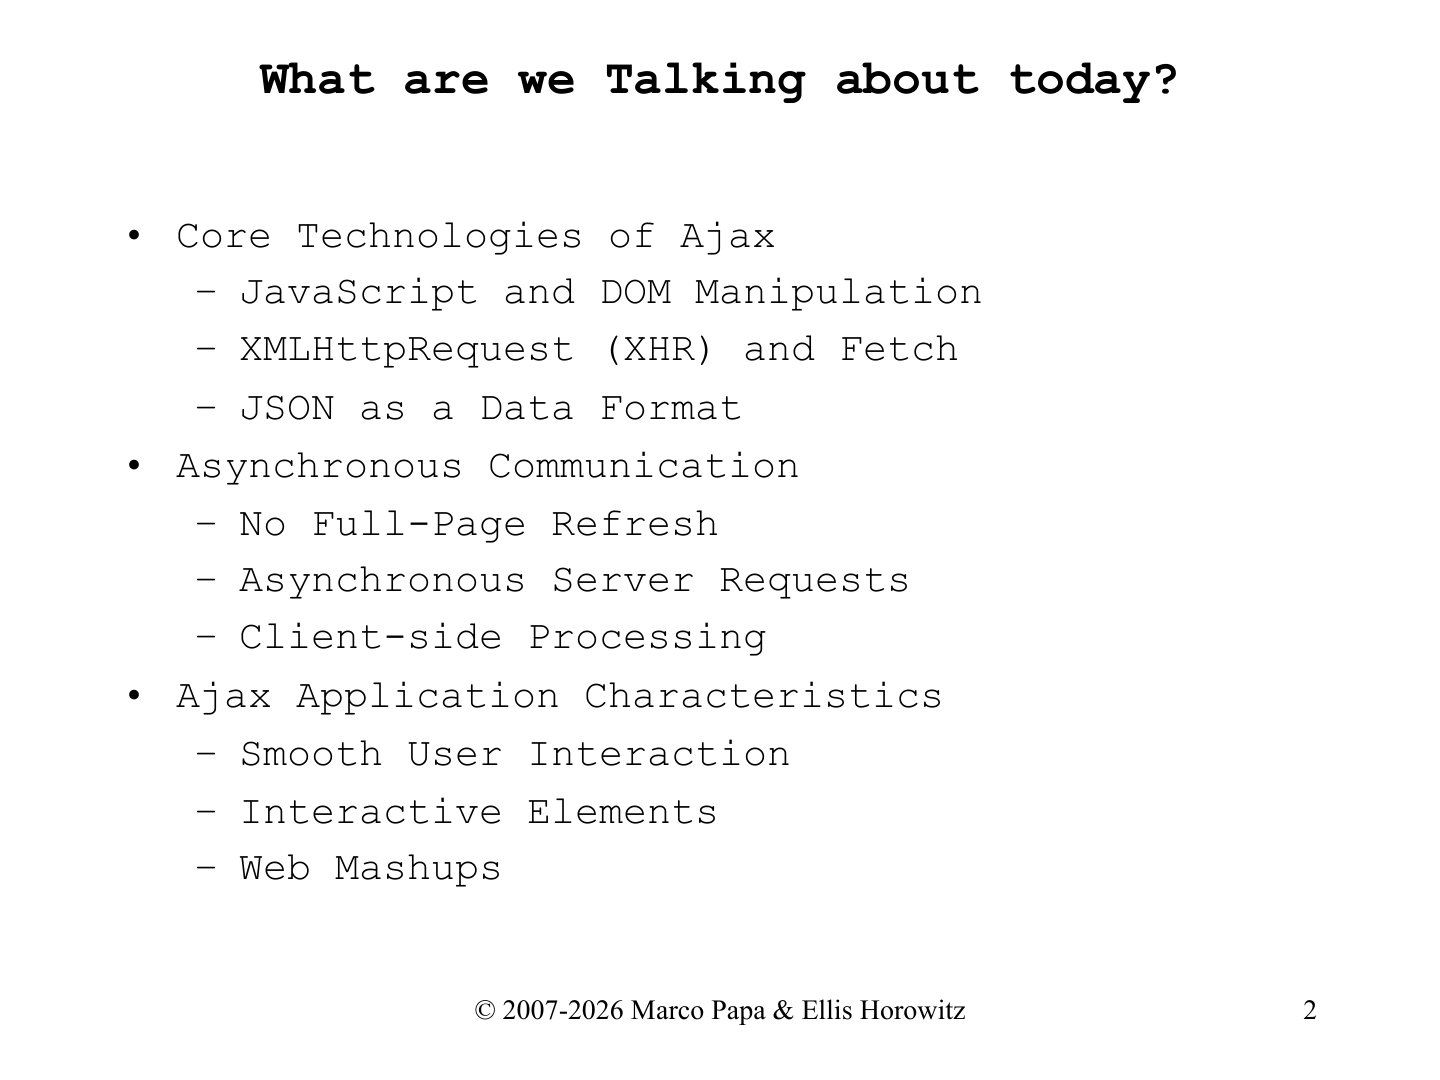 What are we Talking about today?
• Core Technologies of Ajax
– JavaScript and DOM Manipulation
– XMLHttpRequest (XHR) and Fetch
– JSON as a Data Format
• Asynchronous Communication
– No Full-Page Refresh
– Asynchronous Server Requests
– Client-side Processing
• Ajax Application Characteristics
– Smooth User Interaction
– Interactive Elements
– Web Mashups
© 2007-2026 Marco Papa & Ellis Horowitz 2